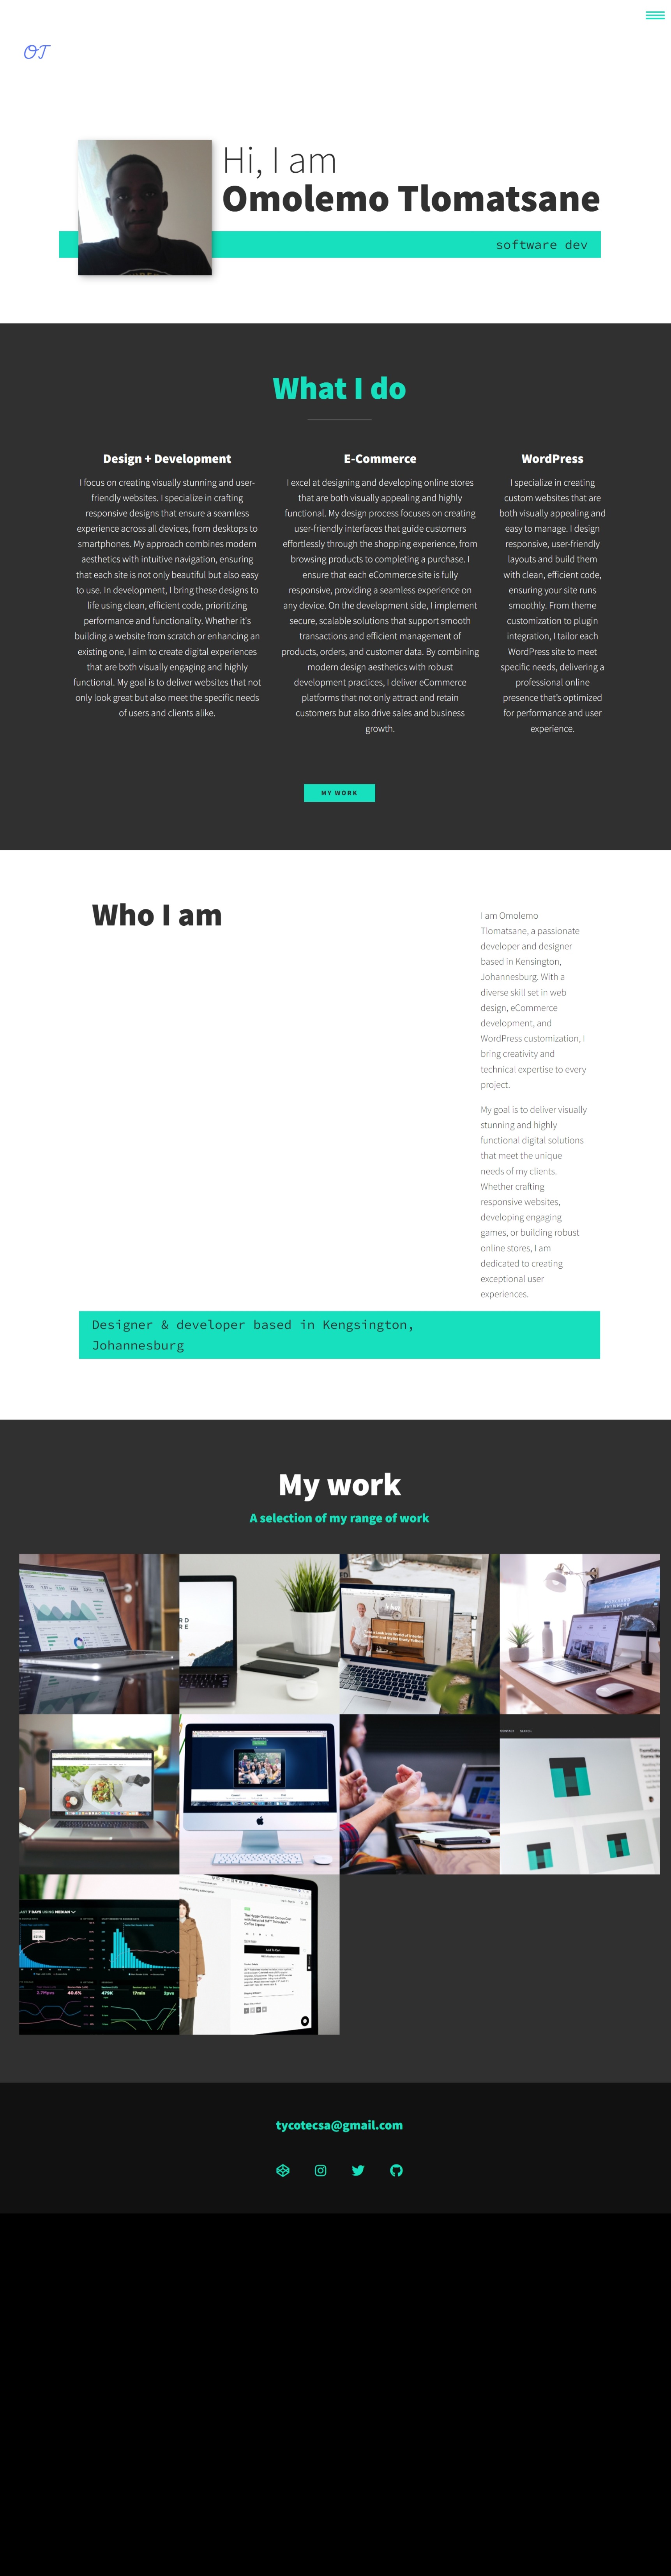 OT
Hi, I am
Omolemo Tlomatsane
software dev
What I do
Design + Development
I focus on creating visually stunning and user-
friendly websites. I specialize in crafting
responsive designs that ensure a seamless
experience across all devices, from desktops to
smartphones. My approach combines modern
aesthetics with intuitive navigation, ensuring
that each site is not only beautiful but also easy
to use. In development, I bring these designs to
life using clean, efficient code, prioritizing
performance and functionality. Whether it's
building a website from scratch or enhancing an
existing one, I aim to create digital experiences
that are both visually engaging and highly
functional. My goal is to deliver websites that not
only look great but also meet the specific needs
of users and clients alike.
E-Commerce
I excel at designing and developing online stores
that are both visually appealing and highly
functional. My design process focuses on creating
user-friendly interfaces that guide customers
effortlessly through the shopping experience, from
browsing products to completing a purchase. I
ensure that each eCommerce site is fully
responsive, providing a seamless experience on
any device. On the development side, I implement
secure, scalable solutions that support smooth
transactions and efficient management of
products, orders, and customer data. By combining
modern design aesthetics with robust
development practices, I deliver eCommerce
platforms that not only attract and retain
customers but also drive sales and business
growth.
WordPress
I specialize in creating
custom websites that are
both visually appealing and
easy to manage. I design
responsive, user-friendly
layouts and build them
with clean, efficient code,
ensuring your site runs
smoothly. From theme
customization to plugin
integration, I tailor each
WordPress site to meet
specific needs, delivering a
professional online
presence that's optimized
for performance and user
experience.
MY WORK
Who I am
I am Omolemo
Tlomatsane, a passionate
developer and designer
based in Kensington,
Johannesburg. With a
diverse skill set in web
design, eCommerce
development, and
WordPress customization, I
bring creativity and
technical expertise to every
project.
My goal is to deliver visually
stunning and highly
functional digital solutions
that meet the unique
needs of my clients.
Whether crafting
responsive websites,
developing engaging
games, or building robust
online stores, I am
dedicated to creating
exceptional user
experiences.
Designer & developer based in Kengsington,
Johannesburg
My work
A selection of my range of work
RD
RE
CONTACT SEARCH
LAST 7 DAYS USING MEDIAN
2.7Mpvs
40.6%
479K
17min
2pvs
Add To Cart
tycotecsa@gmail.com